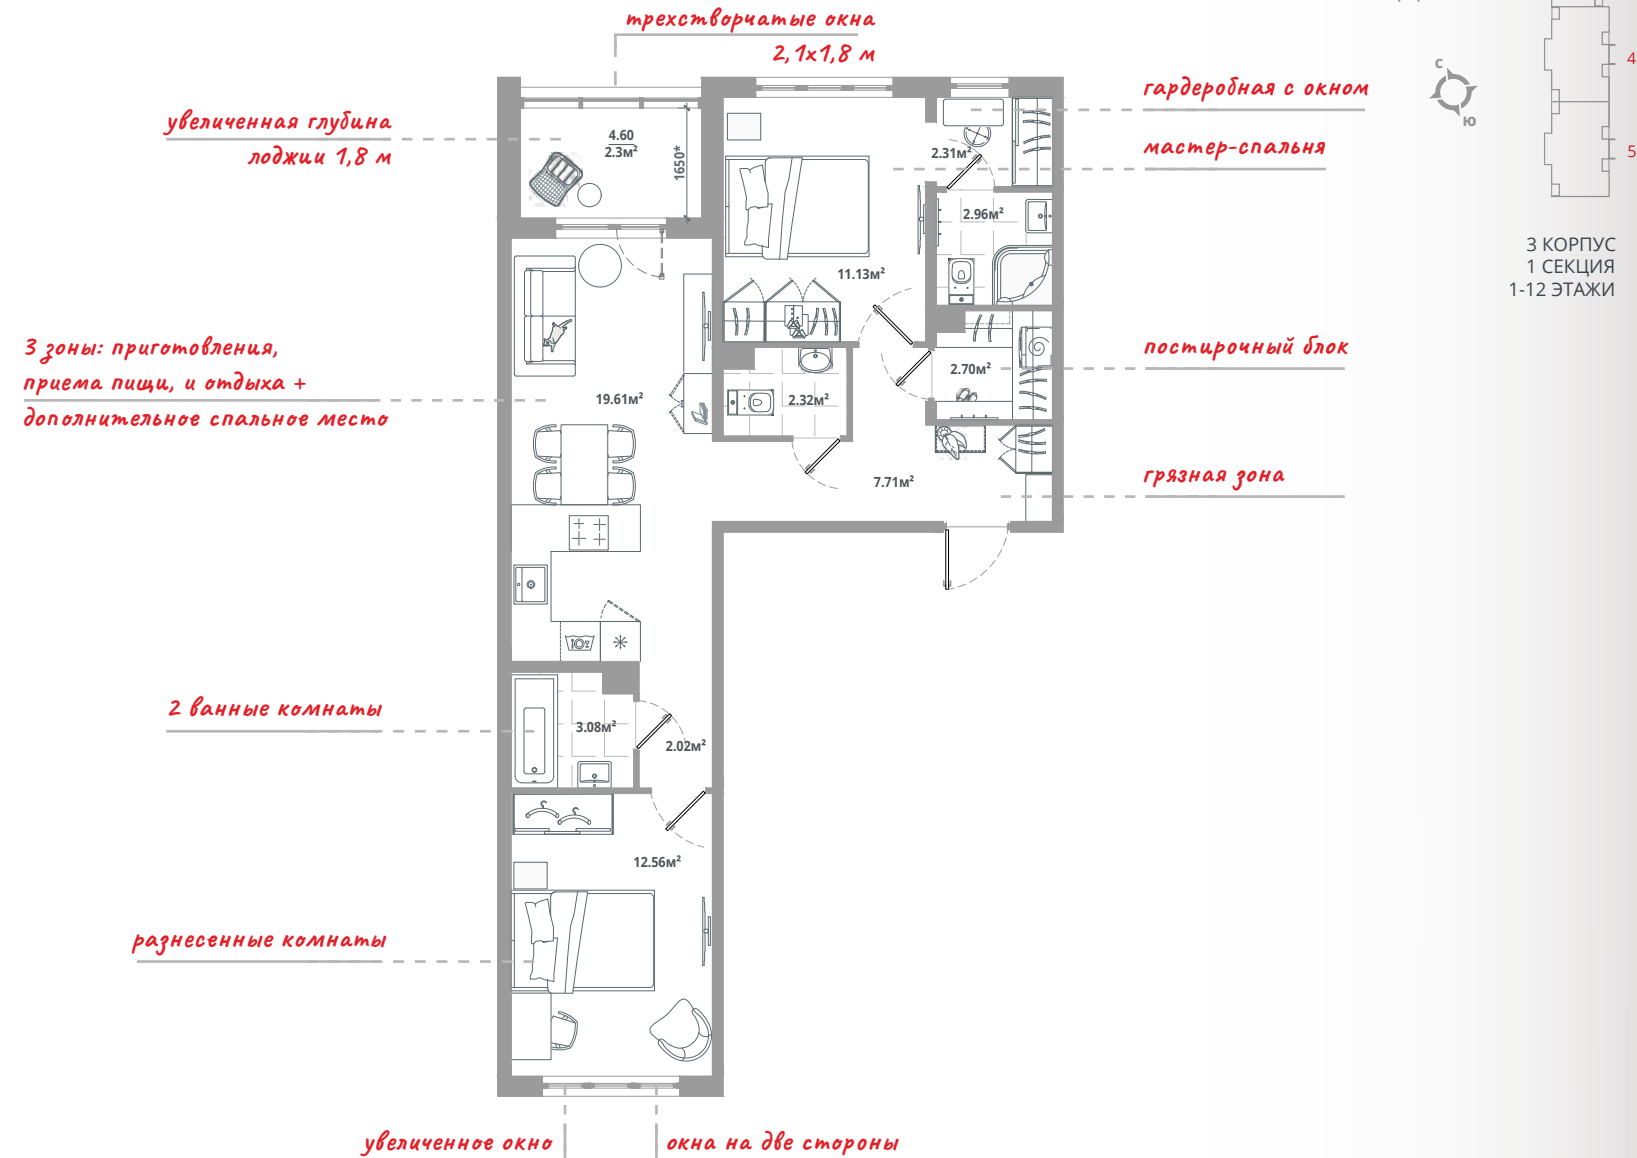 трехстворчатые окна
2,1х1,8 м
увеличенная глубина
лоджии 1,8 м
4.60
2.3м²
1650*
гардеробная с окном
мастер-спальня
2.31м²
2.96м²
11.13м²
С
Ю
4
5
3 КОРПУС
1 СЕКЦИЯ
1-12 ЭТАЖИ
3 зоны: приготовления,
приема пищи, и отдыха +
дополнительное спальное место
19.61м²
2.32м²
2.70м²
постирочный блок
7.71м²
грязная зона
2 ванные комнаты
3.08м²
2.02м²
12.56м²
разнесенные комнаты
увеличенное окно
окна на две стороны